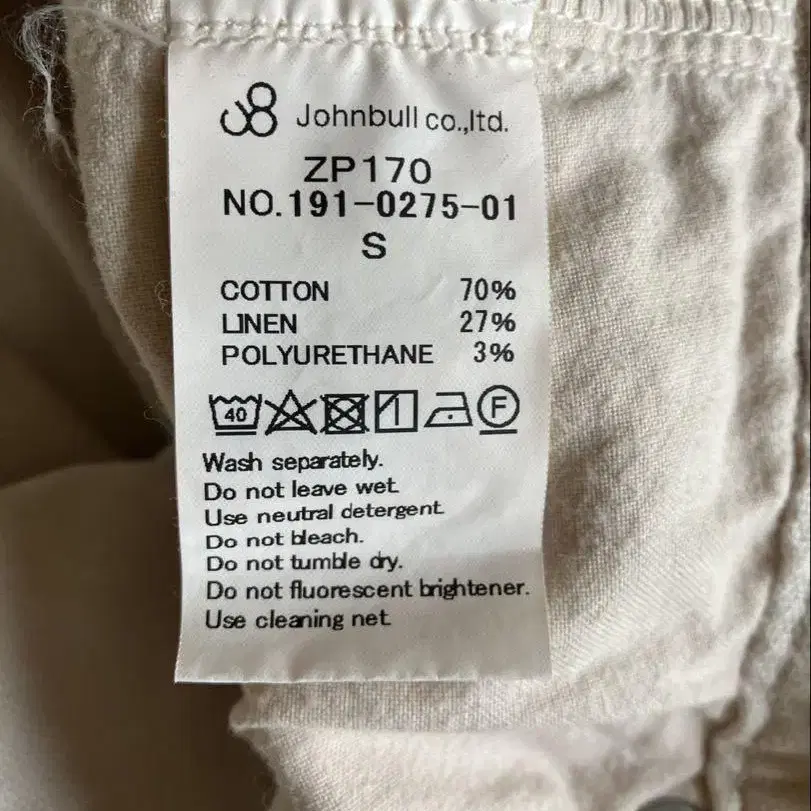 Johnbull co.,ltd.
ZP170
NO.191-0275-01
S
COTTON 70%
LINEN 27%
POLYURETHANE 3%
40 F
Wash separately.
Do not leave wet.
Use neutral detergent.
Do not bleach.
Do not tumble dry.
Do not fluorescent brightener.
Use cleaning net.